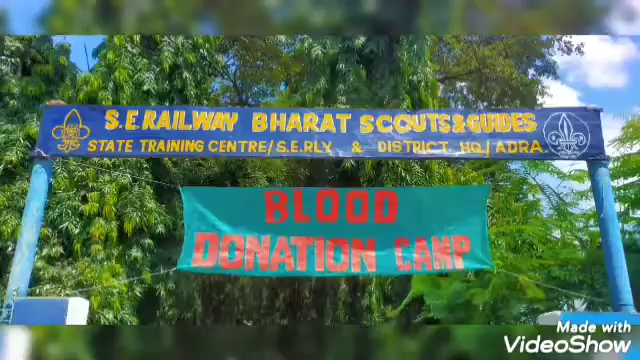 S.E.RAILWAY BHARAT SCOUTS&GUIDES
STATE TRAINING CENTRE/S.E.RLY. & DISTRICT HQ/ADRA
BLOOD
DONATION CAMP
Made with
VideoShow